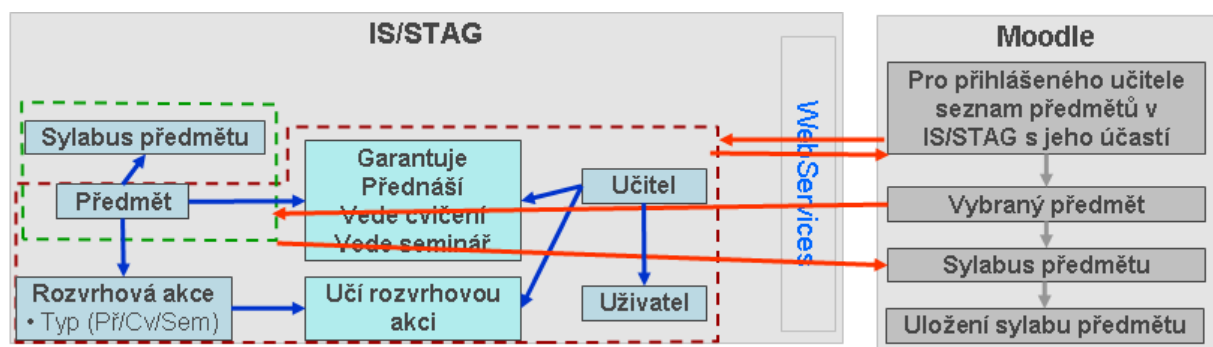 IS/STAG
Sylabus předmětu
Předmět
Rozvrhová akce
• Typ (Př/Cv/Sem)
Garantuje
Přednáší
Vede cvičení
Vede seminář
Učí rozvrhovou
akci
Učitel
Uživatel
WebServices
Moodle
Pro přihlášeného učitele
seznam předmětů v
IS/STAG s jeho účastí
Vybraný předmět
Sylabus předmětu
Uložení sylabu předmětu